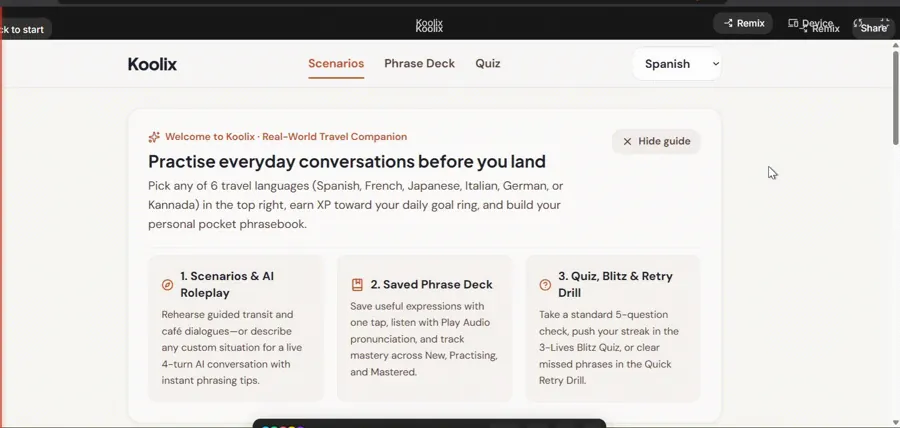 Koolix
Koolix
Remix
Device
Remix
Share
ck to start
Koolix
Scenarios
Phrase Deck
Quiz
Spanish
Welcome to Koolix · Real-World Travel Companion
Hide guide
Practise everyday conversations before you land
Pick any of 6 travel languages (Spanish, French, Japanese, Italian, German, or
Kannada) in the top right, earn XP toward your daily goal ring, and build your
personal pocket phrasebook.
1. Scenarios & AI
Roleplay
Rehearse guided transit and
café dialogues—or describe
any custom situation for a live
4-turn AI conversation with
instant phrasing tips.
2. Saved Phrase Deck
Save useful expressions with
one tap, listen with Play Audio
pronunciation, and track
mastery across New, Practising,
and Mastered.
3. Quiz, Blitz & Retry
Drill
Take a standard 5-question
check, push your streak in the
3-Lives Blitz Quiz, or clear
missed phrases in the Quick
Retry Drill.